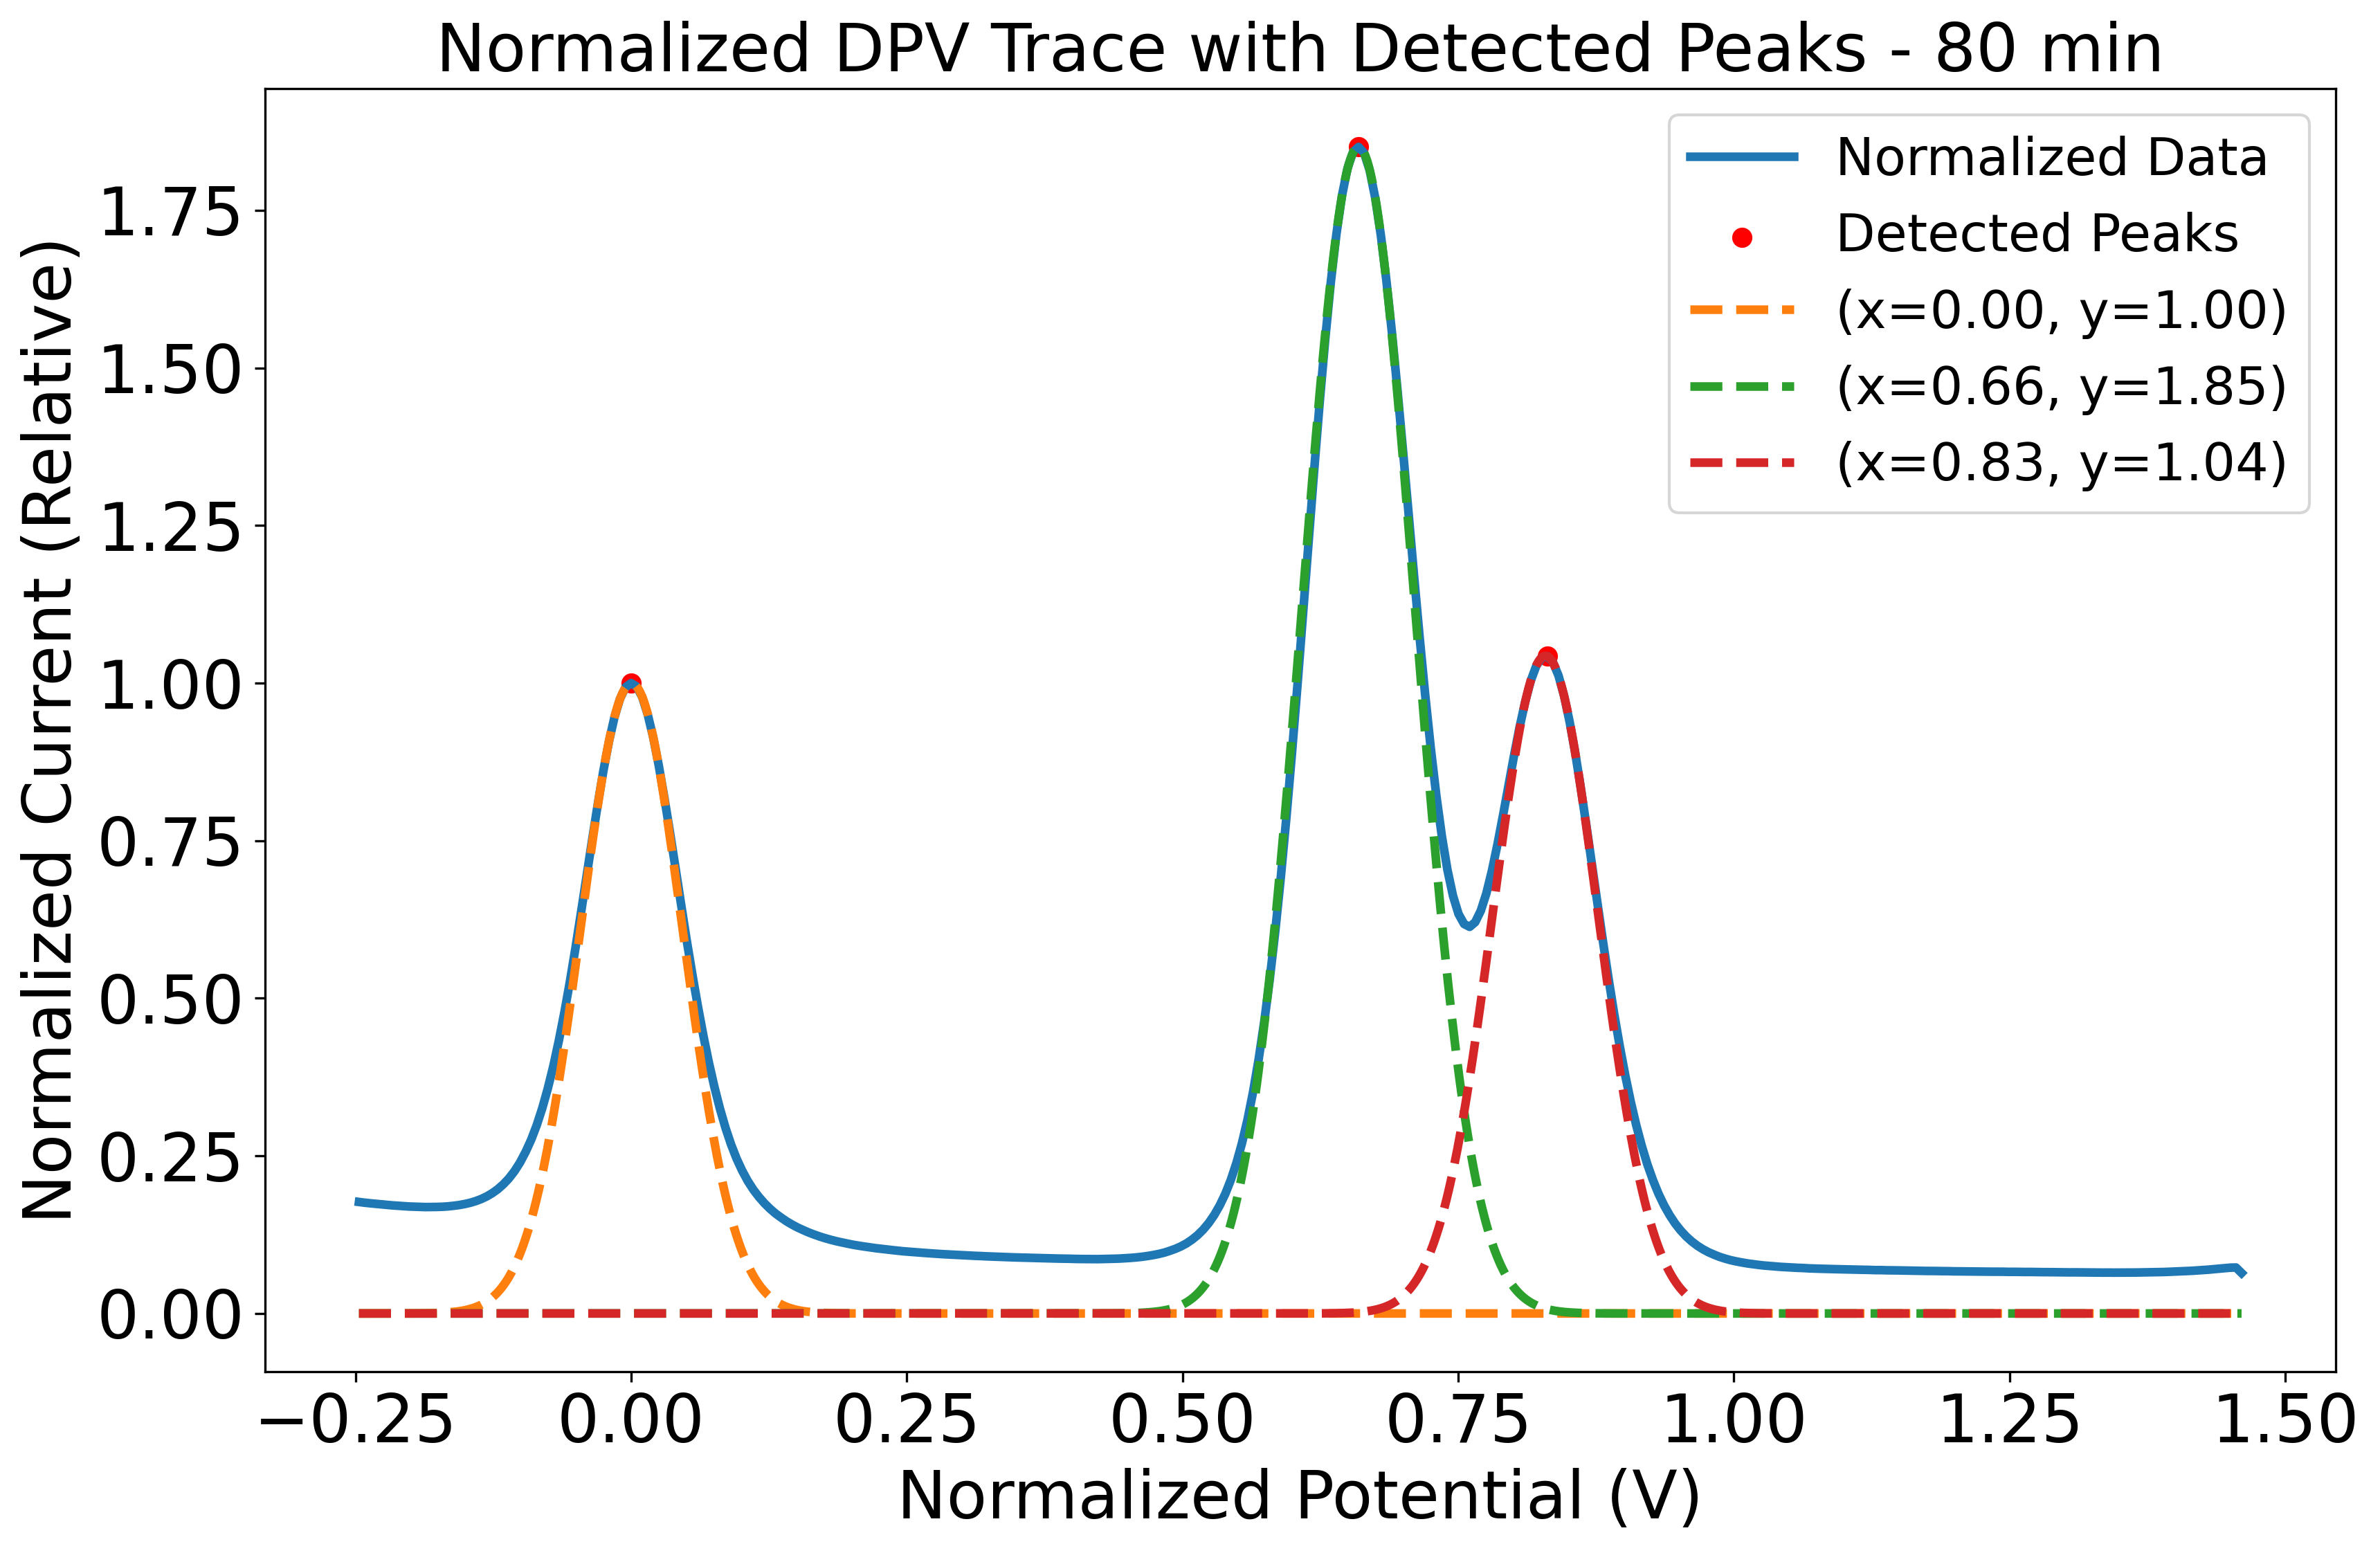 Normalized DPV Trace with Detected Peaks - 80 min
Normalized Current (Relative)
1.75
1.50
1.25
1.00
0.75
0.50
0.25
0.00
Normalized Data
Detected Peaks
(x=0.00, y=1.00)
(x=0.66, y=1.85)
(x=0.83, y=1.04)
−0.25 0.00 0.25 0.50 0.75 1.00 1.25 1.50
Normalized Potential (V)